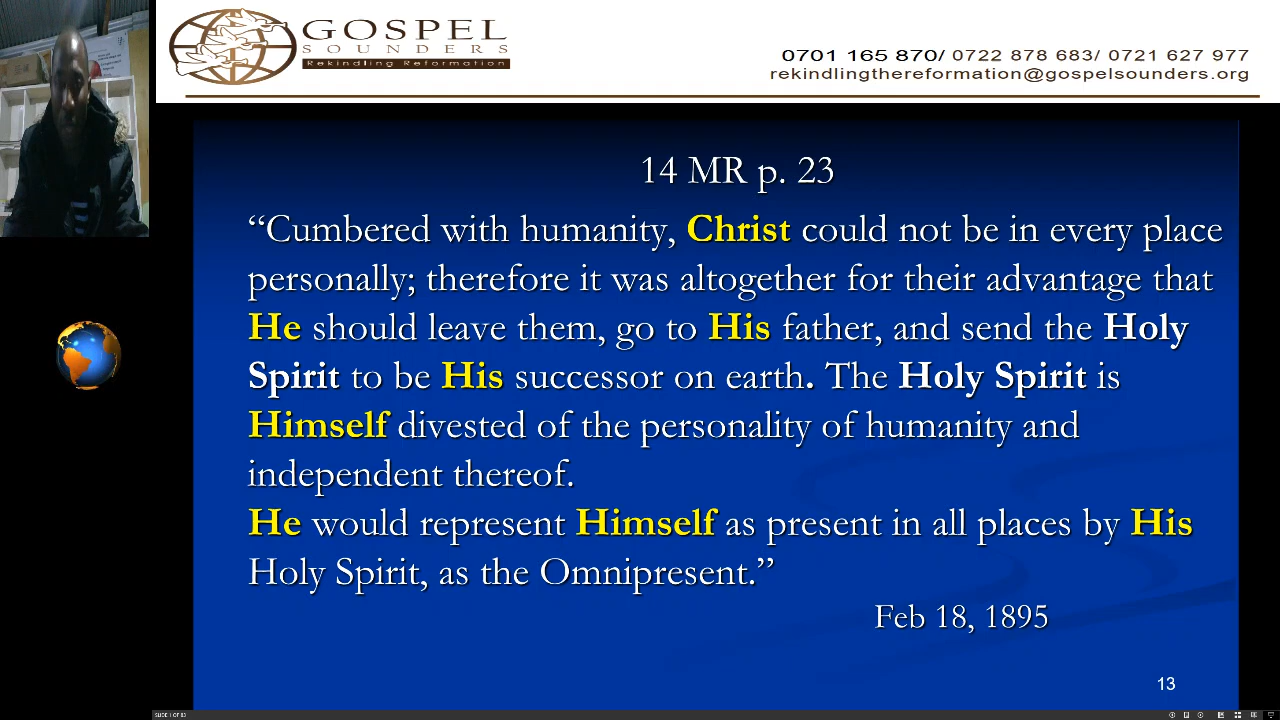 GOSPEL
SOUNDERS
Rekindling Reformation
0701 165 870/ 0722 878 683/ 0721 627 977
rekindlingthereformation@gospelsounders.org
14 MR p. 23
“Cumbered with humanity, Christ could not be in every place
personally; therefore it was altogether for their advantage that
He should leave them, go to His father, and send the Holy
Spirit to be His successor on earth. The Holy Spirit is
Himself divested of the personality of humanity and
independent thereof.
He would represent Himself as present in all places by His
Holy Spirit, as the Omnipresent.”
Feb 18, 1895
13